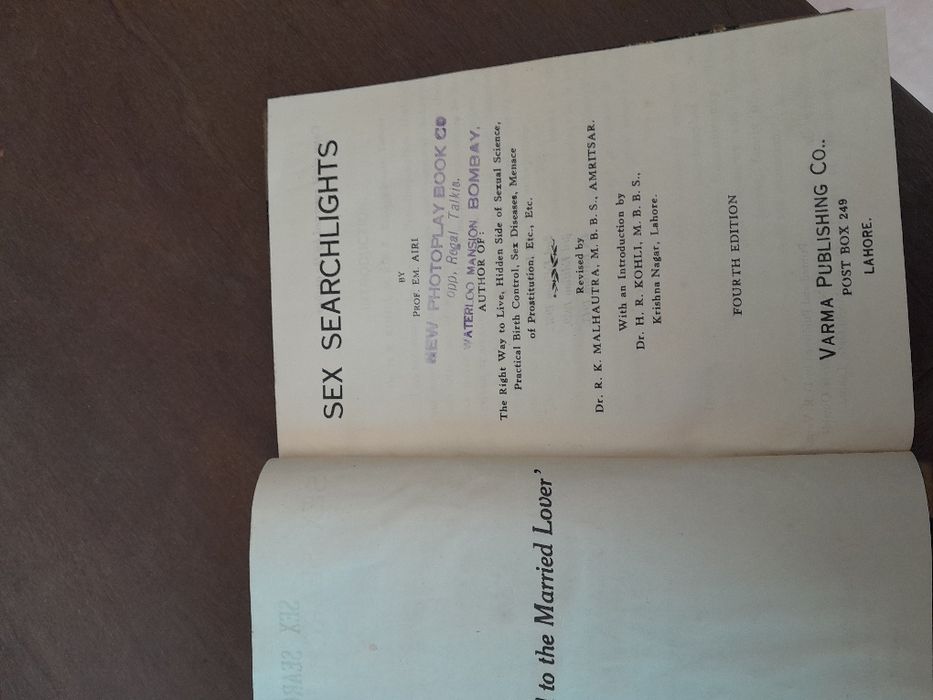 to the Married Lover'
SEX SEARCHLIGHTS
BY
PROF. EM. AIRI
NEW PHOTOPLAY BOOK CO
opp. Regal Talkie.
WATERLOO MANSION, BOMBAY.
AUTHOR OF:
The Right Way to Live, Hidden Side of Sexual Science,
Practical Birth Control, Sex Diseases, Menace
of Prostitution, Etc., Etc.
Revised by
Dr. R. K. MALHAUTRA, M. B. B. S., AMRITSAR.
With an Introduction by
Dr. H. R. KOHLI, M. B. B. S.,
Krishna Nagar, Lahore.
FOURTH EDITION
VARMA PUBLISHING CO..
POST BOX 249
LAHORE.